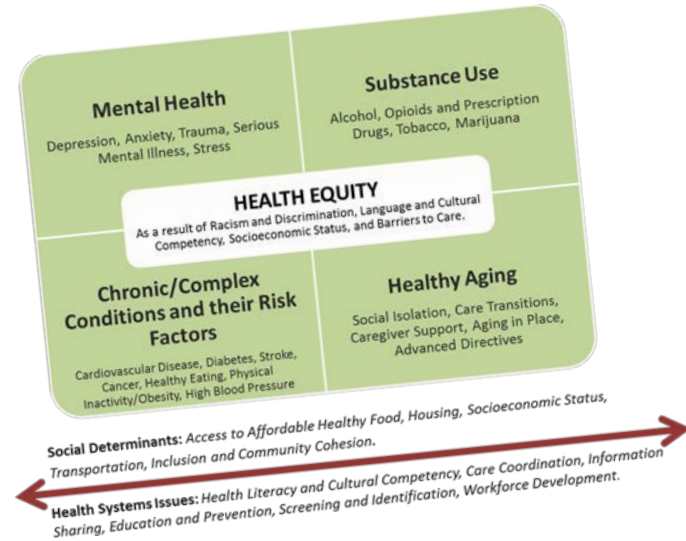 Mental Health
Depression, Anxiety, Trauma, Serious
Mental Illness, Stress
Substance Use
Alcohol, Opioids and Prescription
Drugs, Tobacco, Marijuana
HEALTH EQUITY
As a result of Racism and Discrimination, Language and Cultural
Competency, Socioeconomic Status, and Barriers to Care.
Chronic/Complex
Conditions and their Risk
Factors
Cardiovascular Disease, Diabetes, Stroke,
Cancer, Healthy Eating, Physical
Inactivity/Obesity, High Blood Pressure
Healthy Aging
Social Isolation, Care Transitions,
Caregiver Support, Aging in Place,
Advanced Directives
Social Determinants: Access to Affordable Healthy Food, Housing, Socioeconomic Status,
Transportation, Inclusion and Community Cohesion.
Health Systems Issues: Health Literacy and Cultural Competency, Care Coordination, Information
Sharing, Education and Prevention, Screening and Identification, Workforce Development.